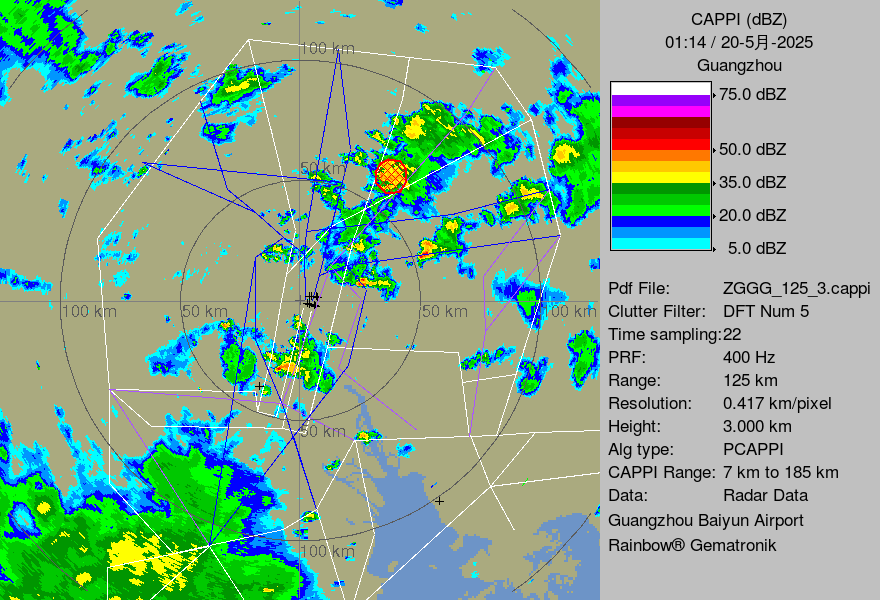 CAPPI (dBZ)
01:14 / 20-5月-2025
Guangzhou
75.0 dBZ
50.0 dBZ
35.0 dBZ
20.0 dBZ
5.0 dBZ
100 km
50 km
100 km
50 km
50 km
100 km
50 km
100 km
Pdf File: ZGGG_125_3.cappi
Clutter Filter: DFT Num 5
Time sampling:22
PRF: 400 Hz
Range: 125 km
Resolution: 0.417 km/pixel
Height: 3.000 km
Alg type: PCAPPI
CAPPI Range: 7 km to 185 km
Data: Radar Data
Guangzhou Baiyun Airport
Rainbow® Gematronik